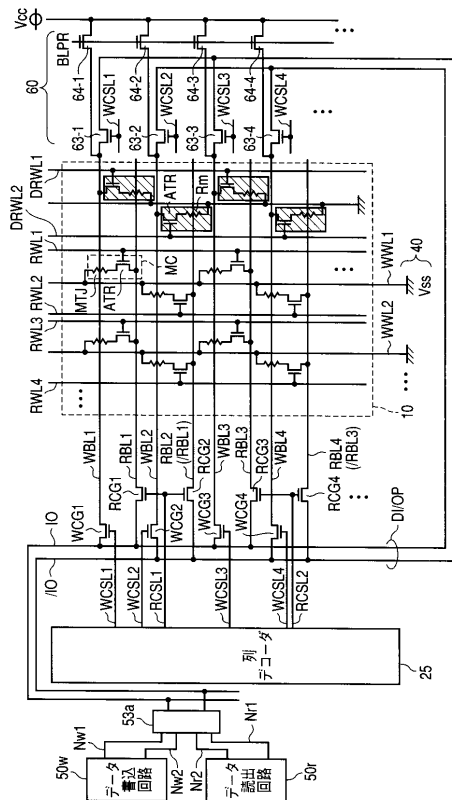 Vcc
BLPR
60
64-1
64-2
64-3
64-4
WCSL1
WCSL2
WCSL3
WCSL4
63-1
63-2
63-3
63-4
DRWL1
DRWL2
ATR
Rm
RWL1
RWL2
RWL3
RWL4
MTJ
ATR
MC
WWL1
WWL2
40
Vss
10
WBL1
RBL1
WBL2
RBL2
(/RBL1)
WBL3
RBL3
WBL4
RBL4
(/RBL3)
RCG1
RCG2
RCG3
RCG4
WCG1
WCG2
WCG3
WCG4
IO
/IO
DI/OP
WCSL1
WCSL2
RCSL1
WCSL3
WCSL4
RCSL2
列
デコーダ
25
53a
Nw1
Nw2
Nr2
Nr1
データ
書込
回路
50w
データ
読出
回路
50r